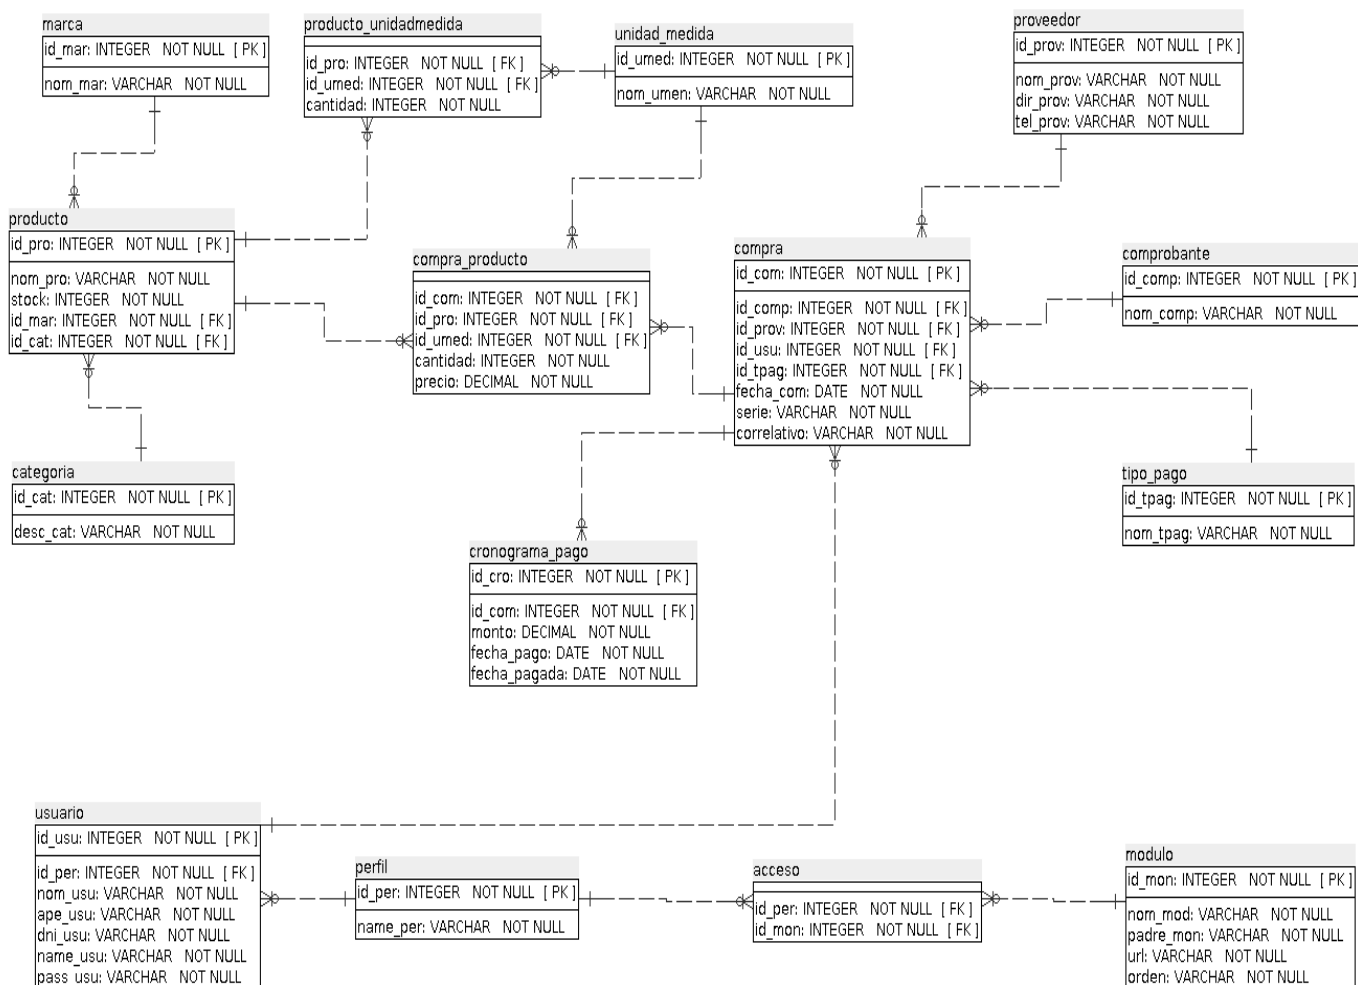 marca
id_mar: INTEGER NOT NULL [ PK ]
nom_mar: VARCHAR NOT NULL
producto_unidadmedida
id_pro: INTEGER NOT NULL [ FK ]
id_umed: INTEGER NOT NULL [ FK ]
cantidad: INTEGER NOT NULL
unidad_medida
id_umed: INTEGER NOT NULL [ PK ]
nom_umen: VARCHAR NOT NULL
proveedor
id_prov: INTEGER NOT NULL [ PK ]
nom_prov: VARCHAR NOT NULL
dir_prov: VARCHAR NOT NULL
tel_prov: VARCHAR NOT NULL
producto
id_pro: INTEGER NOT NULL [ PK ]
nom_pro: VARCHAR NOT NULL
stock: INTEGER NOT NULL
id_mar: INTEGER NOT NULL [ FK ]
id_cat: INTEGER NOT NULL [ FK ]
compra_producto
id_com: INTEGER NOT NULL [ FK ]
id_pro: INTEGER NOT NULL [ FK ]
id_umed: INTEGER NOT NULL [ FK ]
cantidad: INTEGER NOT NULL
precio: DECIMAL NOT NULL
compra
id_com: INTEGER NOT NULL [ PK ]
id_comp: INTEGER NOT NULL [ FK ]
id_prov: INTEGER NOT NULL [ FK ]
id_usu: INTEGER NOT NULL [ FK ]
id_tpag: INTEGER NOT NULL [ FK ]
fecha_com: DATE NOT NULL
serie: VARCHAR NOT NULL
correlativo: VARCHAR NOT NULL
comprobante
id_comp: INTEGER NOT NULL [ PK ]
nom_comp: VARCHAR NOT NULL
categoria
id_cat: INTEGER NOT NULL [ PK ]
desc_cat: VARCHAR NOT NULL
tipo_pago
id_tpag: INTEGER NOT NULL [ PK ]
nom_tpag: VARCHAR NOT NULL
cronograma_pago
id_cro: INTEGER NOT NULL [ PK ]
id_com: INTEGER NOT NULL [ FK ]
monto: DECIMAL NOT NULL
fecha_pago: DATE NOT NULL
fecha_pagada: DATE NOT NULL
usuario
id_usu: INTEGER NOT NULL [ PK ]
id_per: INTEGER NOT NULL [ FK ]
nom_usu: VARCHAR NOT NULL
ape_usu: VARCHAR NOT NULL
dni_usu: VARCHAR NOT NULL
name_usu: VARCHAR NOT NULL
pass_usu: VARCHAR NOT NULL
perfil
id_per: INTEGER NOT NULL [ PK ]
name_per: VARCHAR NOT NULL
acceso
id_per: INTEGER NOT NULL [ FK ]
id_mon: INTEGER NOT NULL [ FK ]
modulo
id_mon: INTEGER NOT NULL [ PK ]
nom_mod: VARCHAR NOT NULL
padre_mon: VARCHAR NOT NULL
url: VARCHAR NOT NULL
orden: VARCHAR NOT NULL